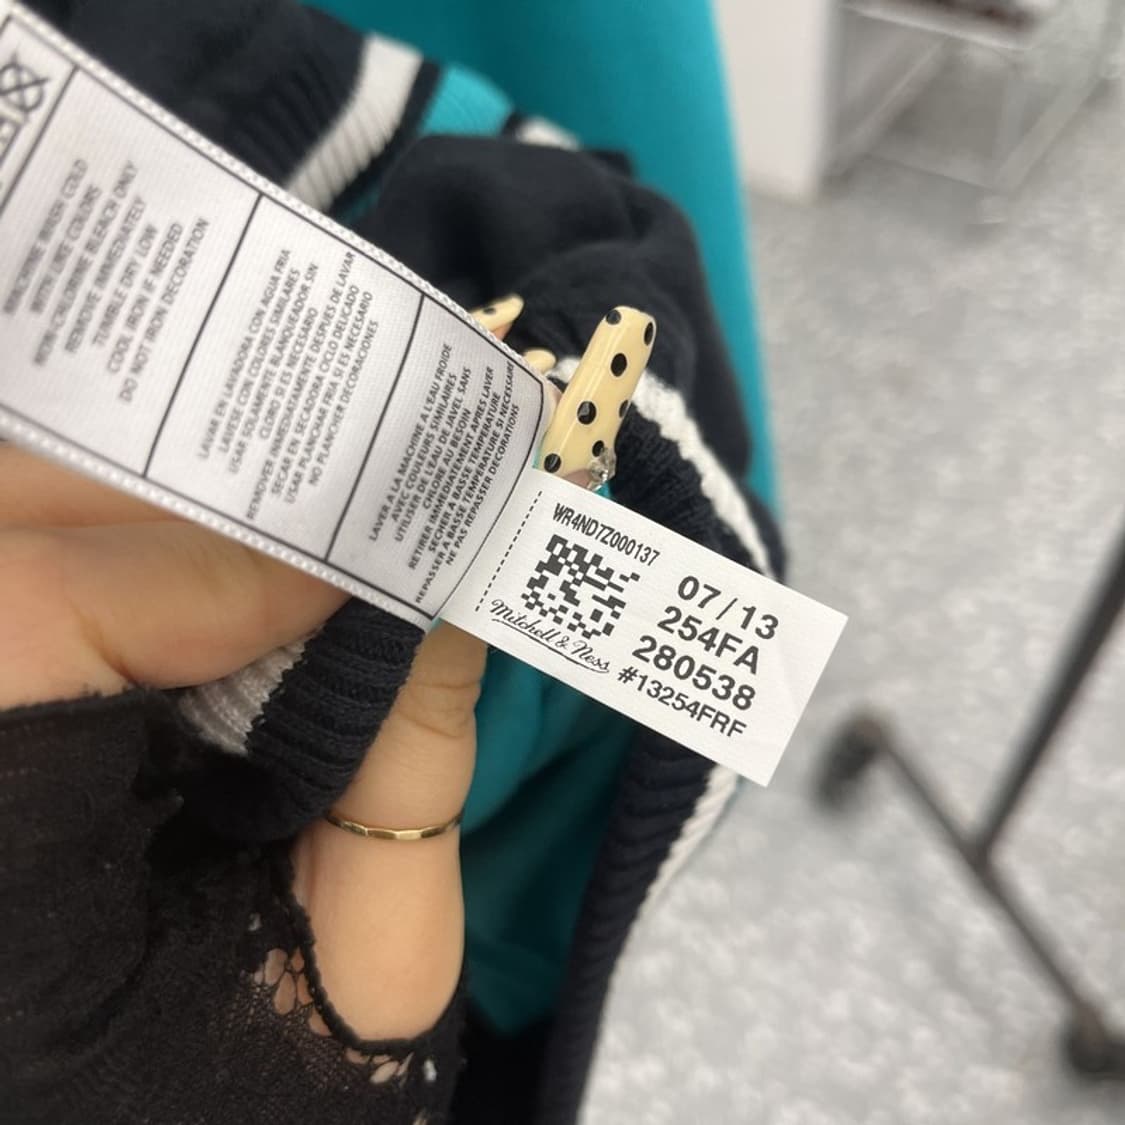 MACHINE WASH COLD
WITH LIKE COLORS
NON-CHLORINE BLEACH ONLY
REMOVE IMMEDIATELY
TUMBLE DRY LOW
COOL IRON IF NEEDED
DO NOT IRON DECORATION
LAVAR EN LAVADORA CON AGUA FRIA
LAVESE CON COLORES SIMILARES
USAR SOLAMENTE BLANQUEADOR SIN
CLORO SI ES NECESARIO
REMOVER INMEDIATAMENTE DESPUES DE LAVAR
SECAR EN SECADORA CICLO DELICADO
USAR PLANCHAR FRIA SI ES NECESARIO
NO PLANCHER DECORACIONES
LAVER A LA MACHINE A L'EAU FROIDE
AVEC COULEURS SIMILAIRES
UTILISER DE L'EAU DE JAVEL SANS
CHLORE AU BESOIN
RETIRER IMMEDIATEMENT APRES LAVER
SECHER A BASSE TEMPERATURE
REPASSER A BASSE TEMPERATURE SI NECESSAIRE
NE PAS REPASSER DECORATIONS
WR4ND7Z000137
07/13
254FA
280538
#13254FRF
Mitchell & Ness